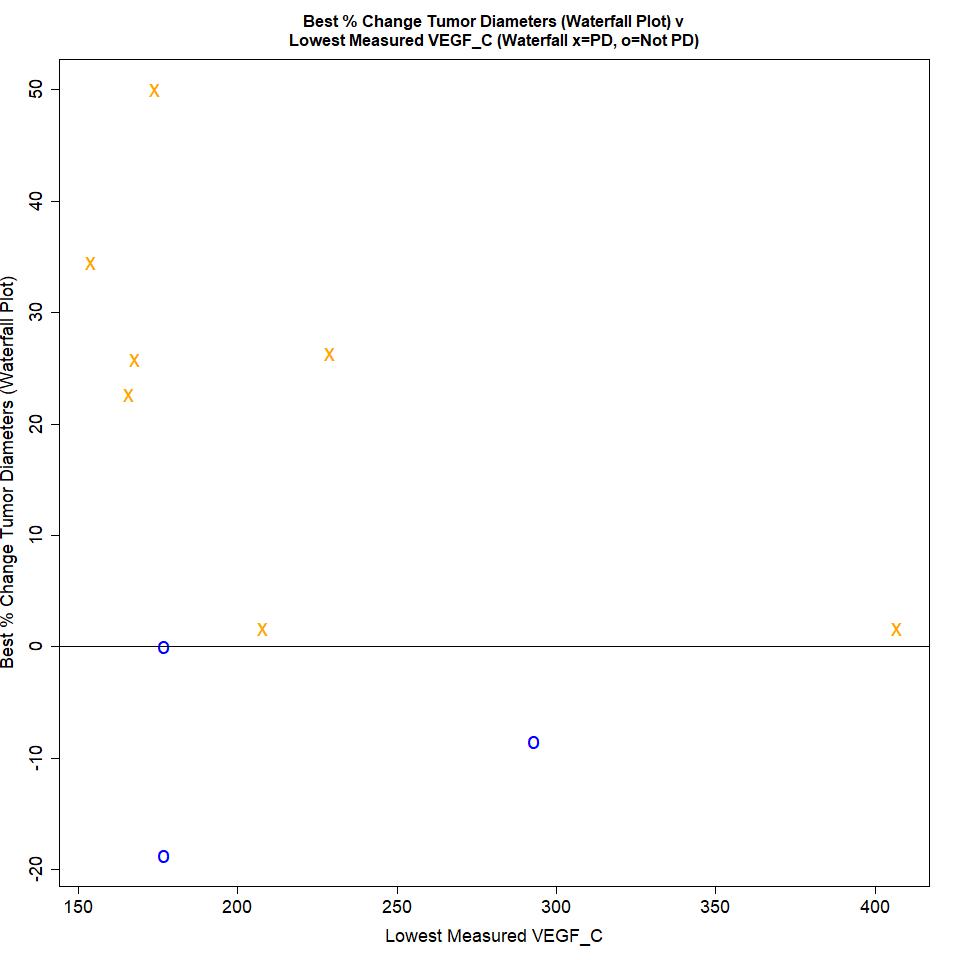 Best % Change Tumor Diameters (Waterfall Plot) v
Lowest Measured VEGF_C (Waterfall x=PD, o=Not PD)
Best % Change Tumor Diameters (Waterfall Plot)
50
40
30
20
10
0
-10
-20
x
x
x
x
x
x
x
o
o
o
150
200
250
300
350
400
Lowest Measured VEGF_C